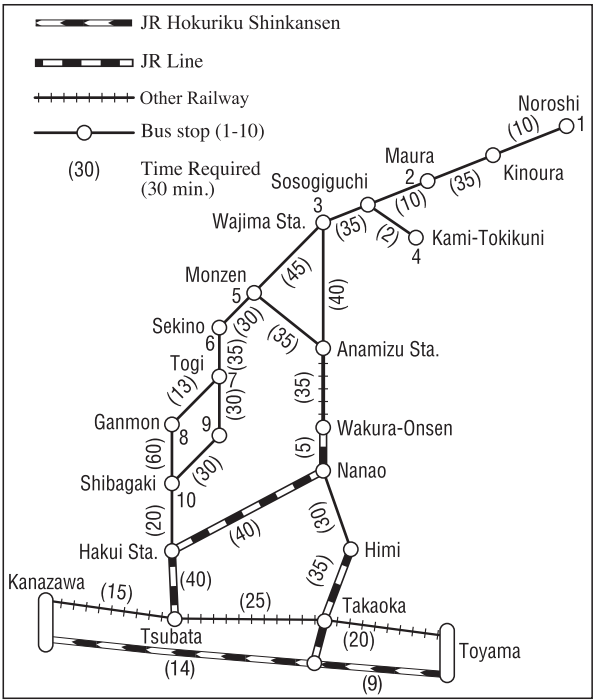 JR Hokuriku Shinkansen
JR Line
Other Railway
Bus stop (1-10)
(30)
Time Required
(30 min.)
Noroshi
1
(10)
Kinoura
Maura
2
(35)
Sosogiguchi
(10)
3
Wajima Sta.
(35)
(2)
Kami-Tokikuni
4
(45)
(40)
Monzen
5
(30)
(35)
Sekino
6
Anamizu Sta.
(35)
Togi
7
(13)
(30)
(35)
Ganmon
8
9
Wakura-Onsen
(60)
(30)
(5)
Nanao
Shibagaki
10
(20)
(40)
(30)
Hakui Sta.
Himi
(40)
(35)
Kanazawa
(15)
(25)
Takaoka
Tsubata
(20)
Toyama
(14)
(9)